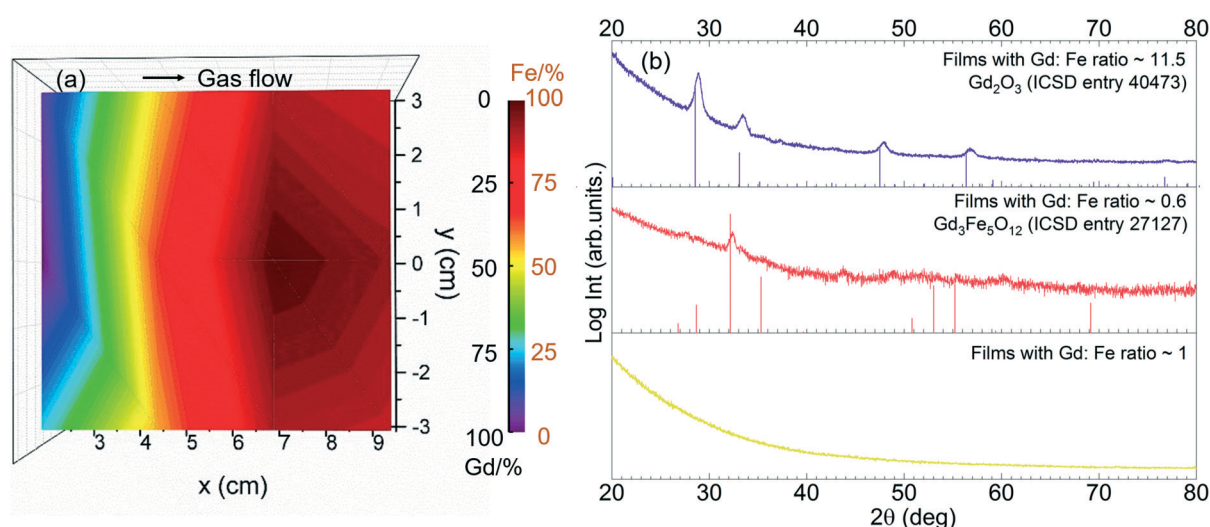 (a)
Gas flow
Fe/%
0
100
25
75
50
50
75
25
100
0
Gd/%
3
2
1
0
-1
-2
-3
y (cm)
3 4 5 6 7 8 9
x (cm)
20 30 40 50 60 70 80
(b)
Films with Gd: Fe ratio ~ 11.5
Gd₂O₃ (ICSD entry 40473)
Films with Gd: Fe ratio ~ 0.6
Gd₃Fe₅O₁₂ (ICSD entry 27127)
Films with Gd: Fe ratio ~ 1
Log Int (arb.units.)
20 30 40 50 60 70 80
2θ (deg)